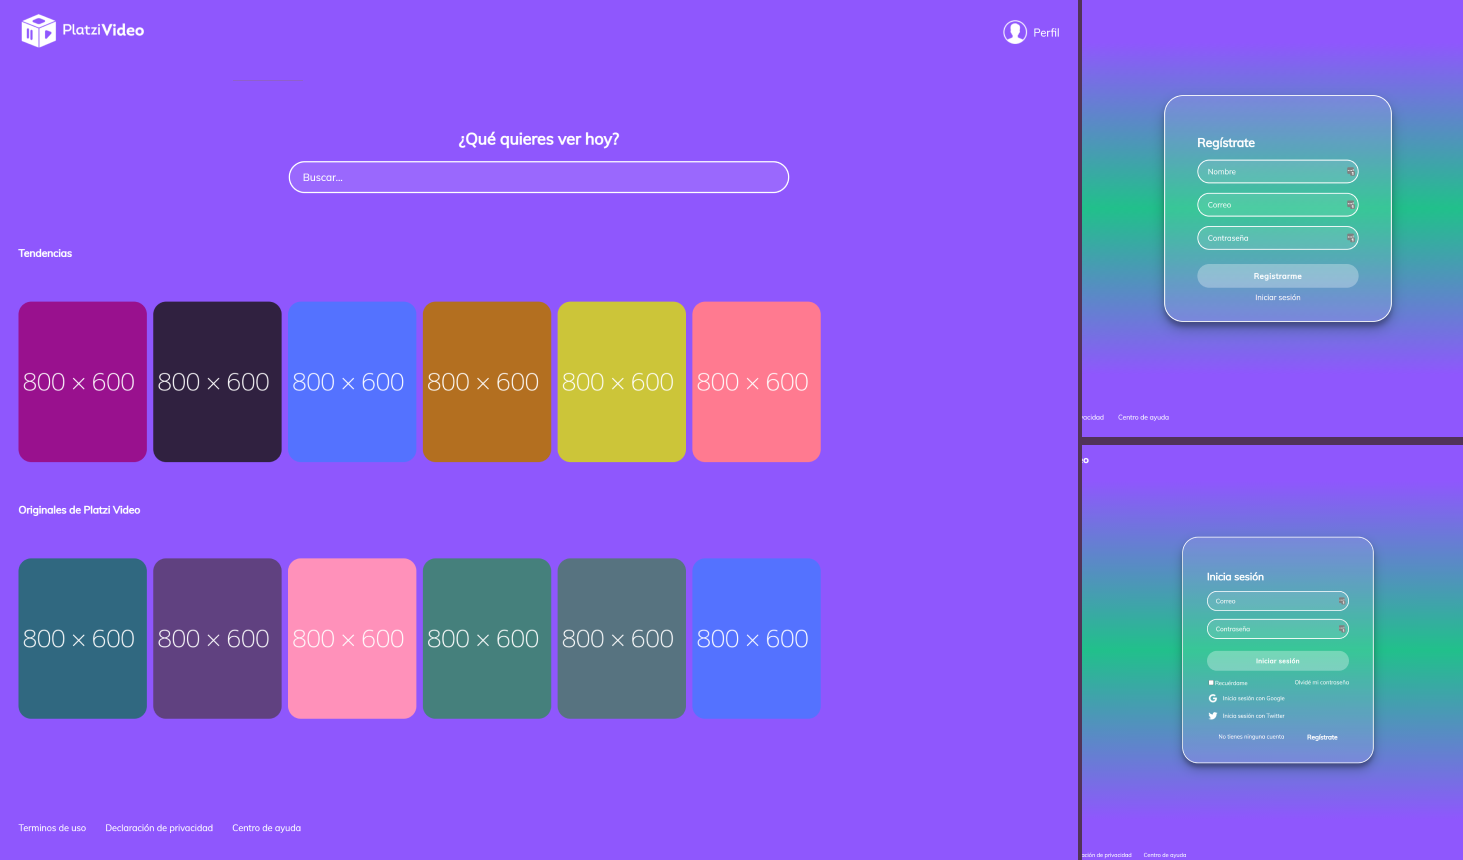 PlatziVideo
Perfil
¿Qué quieres ver hoy?
Buscar...
Tendencias
800 × 600
800 × 600
800 × 600
800 × 600
800 × 600
800 × 600
Originales de Platzi Video
800 × 600
800 × 600
800 × 600
800 × 600
800 × 600
800 × 600
Terminos de uso
Declaración de privacidad
Centro de ayuda
Regístrate
Nombre
Correo
Contraseña
Registrarme
Iniciar sesión
vacidad
Centro de ayuda
eo
Inicia sesión
Correo
Contraseña
Iniciar sesión
Recuérdame
Olvidé mi contraseña
Inicia sesión con Google
Inicia sesión con Twitter
No tienes ninguna cuenta
Regístrate
ación de privacidad
Centro de ayuda